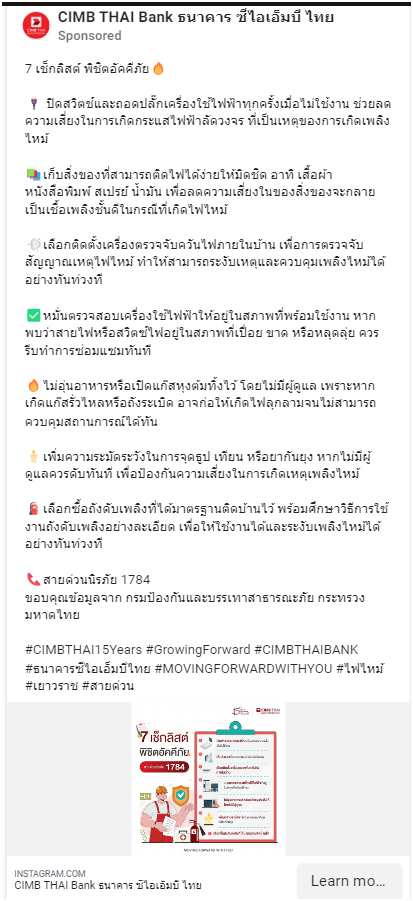 CIMB THAI Bank ธนาคาร ซีไอเอ็มบี ไทย
Sponsored
7 เช็กลิสต์ พิชิตอัคคีภัย🔥
🍷 ปิดสวิตช์และถอดปลั๊กเครื่องใช้ไฟฟ้าทุกครั้งเมื่อไม่ใช้งาน ช่วยลด
ความเสี่ยงในการเกิดกระแสไฟฟ้าลัดวงจร ที่เป็นเหตุของการเกิดเพลิง
ไหม้
📚เก็บสิ่งของที่สามารถติดไฟได้ง่ายให้มิดชิด อาทิ เสื้อผ้า
หนังสือพิมพ์ สเปรย์ น้ำมัน เพื่อลดความเสี่ยงในของสิ่งของจะกลาย
เป็นเชื้อเพลิงชั้นดีในกรณีที่เกิดไฟไหม้
เลือกติดตั้งเครื่องตรวจจับควันไฟภายในบ้าน เพื่อการตรวจจับ
สัญญาณเหตุไฟไหม้ ทำให้สามารถระงับเหตุและควบคุมเพลิงไหม้ได้
อย่างทันท่วงที
✅หมั่นตรวจสอบเครื่องใช้ไฟฟ้าให้อยู่ในสภาพที่พร้อมใช้งาน หาก
พบว่าสายไฟหรือสวิตช์ไฟอยู่ในสภาพที่เปื่อย ขาด หรือหลุดลุ่ย ควร
รีบทำการซ่อมแซมทันที
🔥ไม่อุ่นอาหารหรือเปิดแก๊สหุงต้มทิ้งไว้ โดยไม่มีผู้ดูแล เพราะหาก
เกิดแก๊สรั่วไหลหรือถังระเบิด อาจก่อให้เกิดไฟลุกลามจนไม่สามารถ
ควบคุมสถานการณ์ได้ทัน
🕯เพิ่มความระมัดระวังในการจุดธูป เทียน หรือยากันยุง หากไม่มีผู้
ดูแลควรดับทันที เพื่อป้องกันความเสี่ยงในการเกิดเหตุเพลิงไหม้
เลือกซื้อถังดับเพลิงที่ได้มาตรฐานติดบ้านไว้ พร้อมศึกษาวิธีการใช้
งานถังดับเพลิงอย่างละเอียด เพื่อให้ใช้งานได้และระงับเพลิงไหม้ได้
อย่างทันท่วงที
📞สายด่วนนิรภัย 1784
ขอบคุณข้อมูลจาก กรมป้องกันและบรรเทาสาธารณะภัย กระทรวง
มหาดไทย
#CIMBTHAI15Years #GrowingForward #CIMBTHAIBANK
#ธนาคารซีไอเอ็มบีไทย #MOVINGFORWARDWITHYOU #ไฟไหม้
#เยาวราช #สายด่วน
CIMB THAI
7 เช็กลิสต์
พิชิตอัคคีภัย
สายด่วนนิรภัย 1784
MOVING FORWARD WITH YOU
INSTAGRAM.COM
CIMB THAI Bank ธนาคาร ซีไอเอ็มบี ไทย
Learn mo...